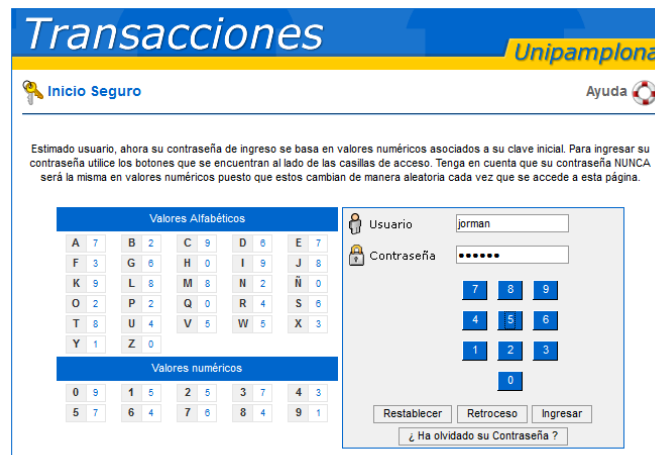 Transacciones
Unipamplona
Inicio Seguro
Ayuda
Estimado usuario, ahora su contraseña de ingreso se basa en valores numéricos asociados a su clave inicial. Para ingresar su
contraseña utilice los botones que se encuentran al lado de las casillas de acceso. Tenga en cuenta que su contraseña NUNCA
será la misma en valores numéricos puesto que estos cambian de manera aleatoria cada vez que se accede a esta página.
Valores Alfabéticos
A 7 B 2 C 9 D 6 E 7
F 3 G 6 H 0 I 9 J 8
K 9 L 8 M 8 N 2 Ñ 0
O 2 P 2 Q 0 R 4 S 6
T 8 U 4 V 5 W 5 X 3
Y 1 Z 0
Valores numéricos
0 9 1 5 2 5 3 7 4 3
5 7 6 4 7 6 8 4 9 1
Usuario jorman
Contraseña ••••••
7 8 9
4 5 6
1 2 3
0
Restablecer Retroceso Ingresar
¿ Ha olvidado su Contraseña ?